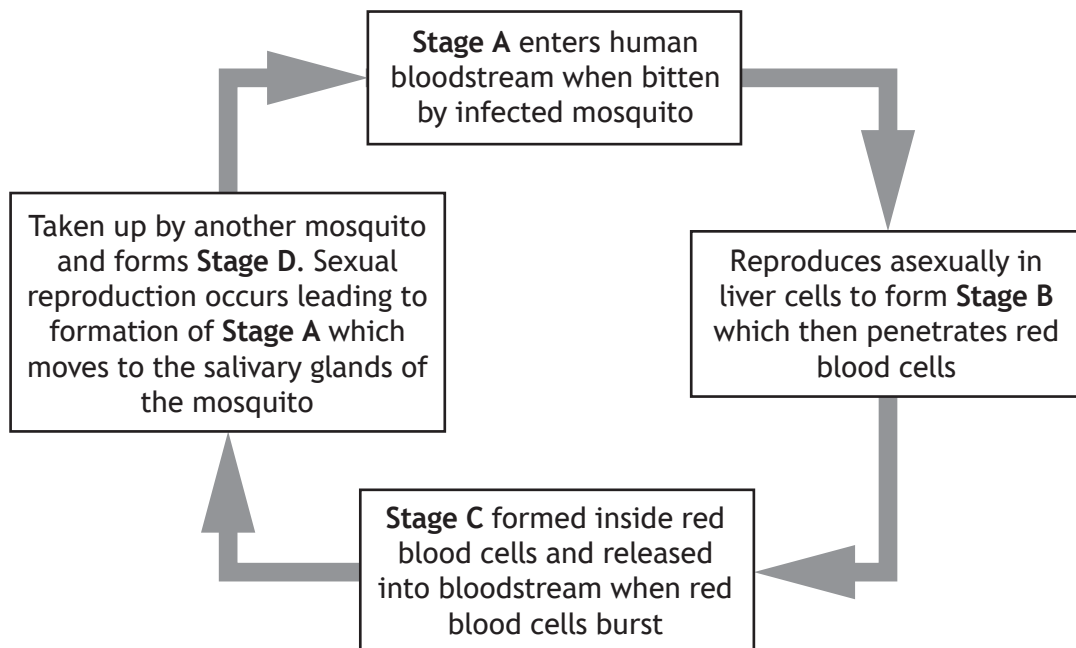 Stage A enters human
bloodstream when bitten
by infected mosquito
Reproduces asexually in
liver cells to form Stage B
which then penetrates red
blood cells
Stage C formed inside red
blood cells and released
into bloodstream when red
blood cells burst
Taken up by another mosquito
and forms Stage D. Sexual
reproduction occurs leading to
formation of Stage A which
moves to the salivary glands of
the mosquito